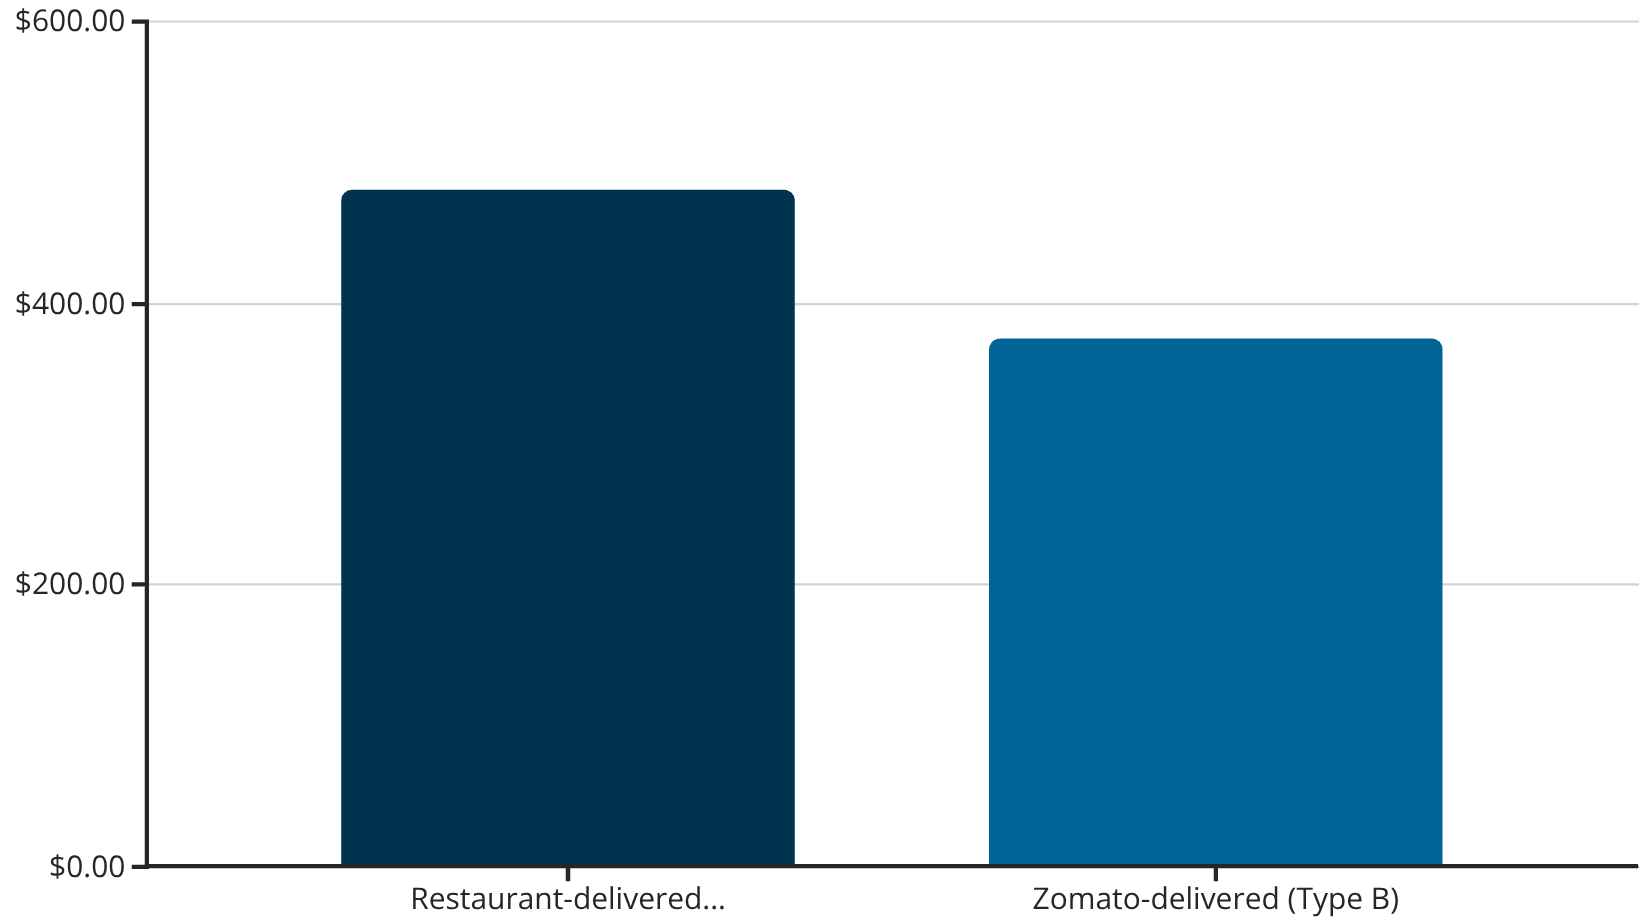 $600.00
$400.00
$200.00
$0.00
Restaurant-delivered...
Zomato-delivered (Type B)